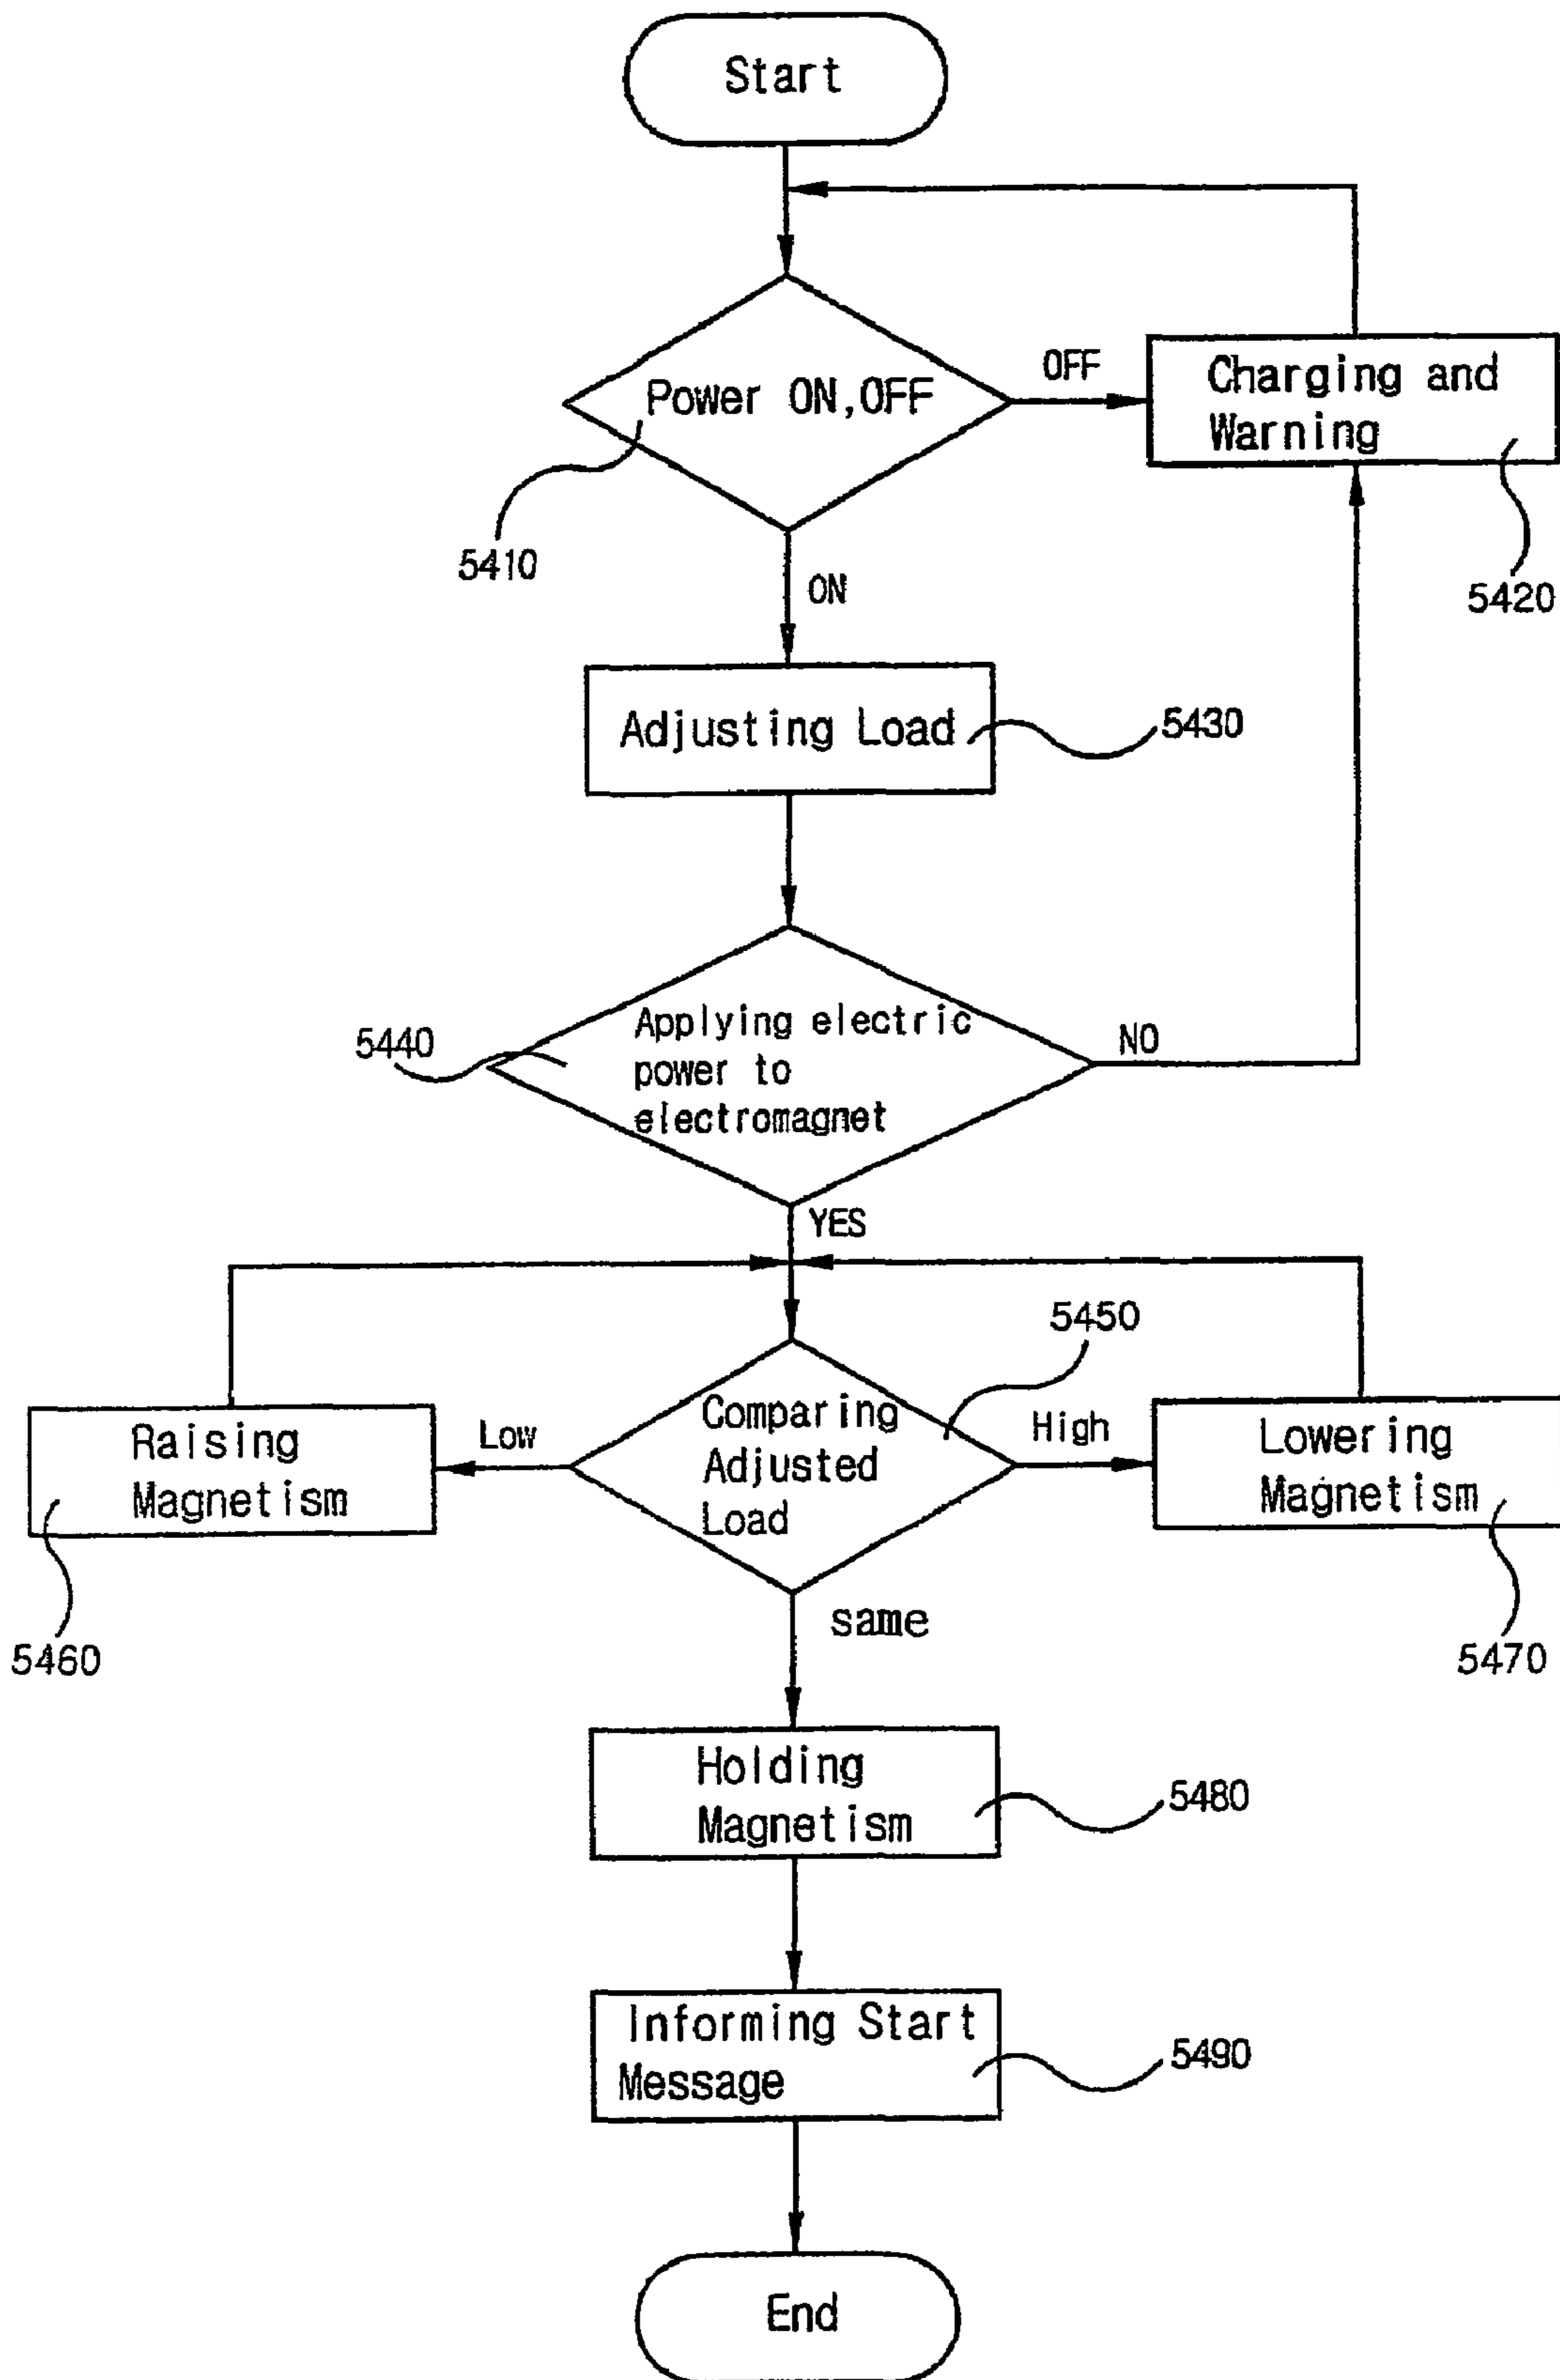 Start
Power ON,OFF
OFF
Charging and
Warning
5410
5420
ON
Adjusting Load
5430
Applying electric
power to
electromagnet
5440
NO
YES
5450
Comparing
Adjusted
Load
Low
High
Raising
Magnetism
Lowering
Magnetism
5460
5470
same
Holding
Magnetism
5480
Informing Start
Message
5490
End